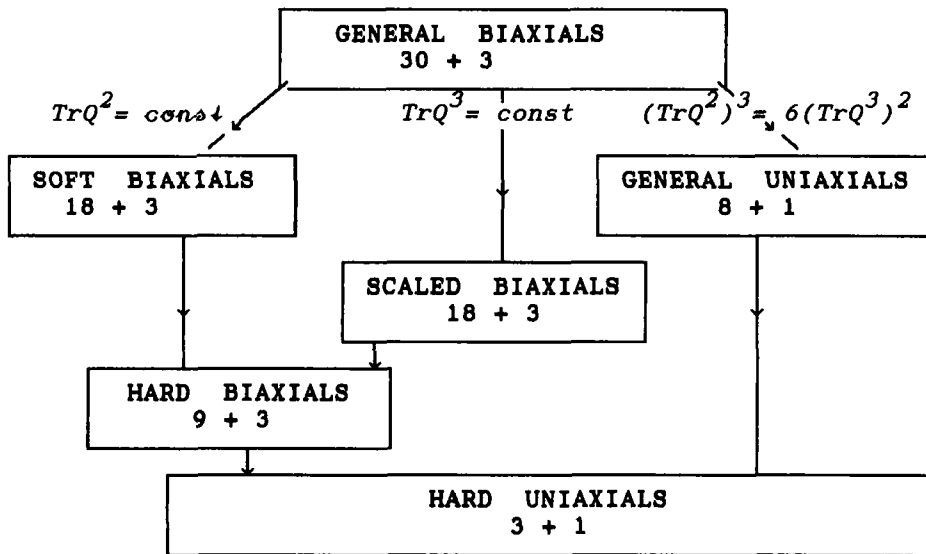 GENERAL BIAXIALS
30 + 3
TrQ² = const
TrQ³ = const
(TrQ²)³ = 6(TrQ³)²
SOFT BIAXIALS
18 + 3
GENERAL UNIAXIALS
8 + 1
SCALED BIAXIALS
18 + 3
HARD BIAXIALS
9 + 3
HARD UNIAXIALS
3 + 1